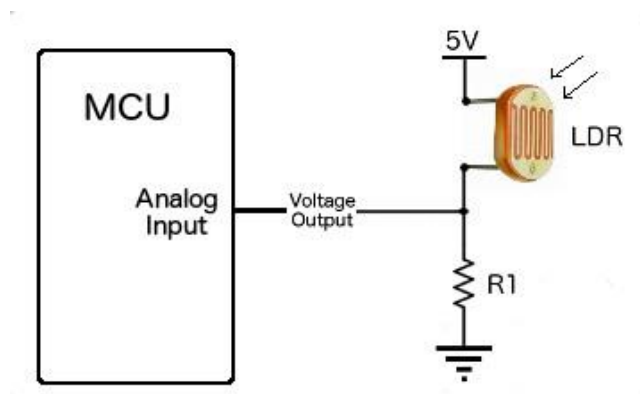 5V
MCU
LDR
Analog
Input
Voltage
Output
R1